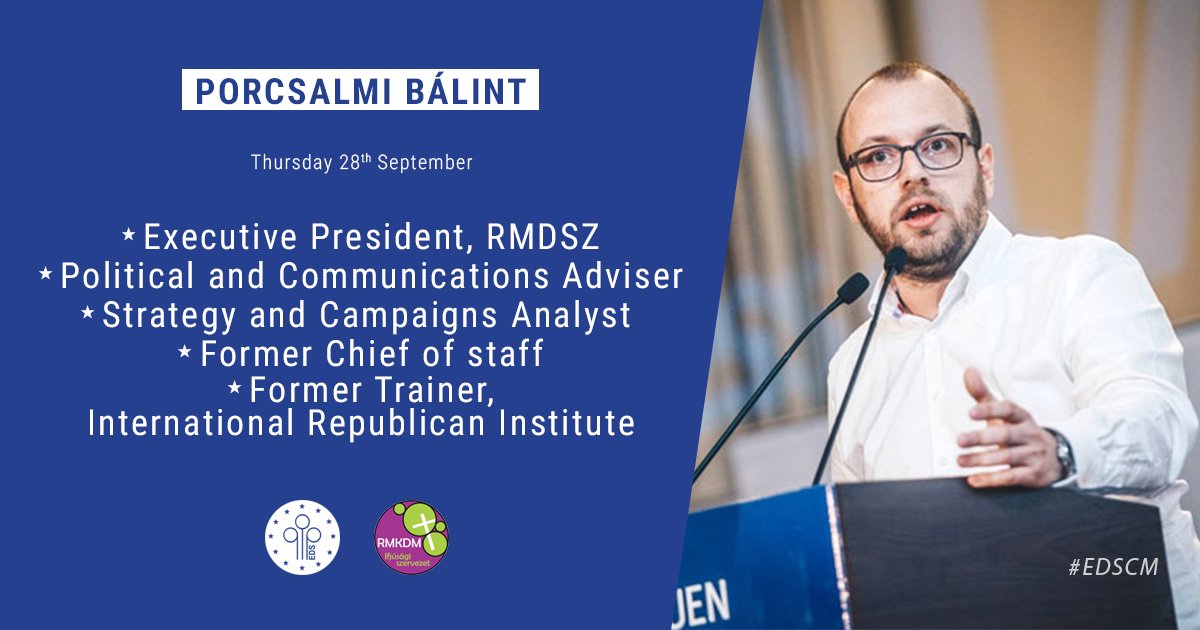 PORCSALMI BÁLINT
Thursday 28th September
Executive President, RMDSZ
Political and Communications Adviser
Strategy and Campaigns Analyst
Former Chief of staff
Former Trainer,
International Republican Institute
EDS
RMKDM
Ifjúsági
szervezet
JEN
#EDSCM